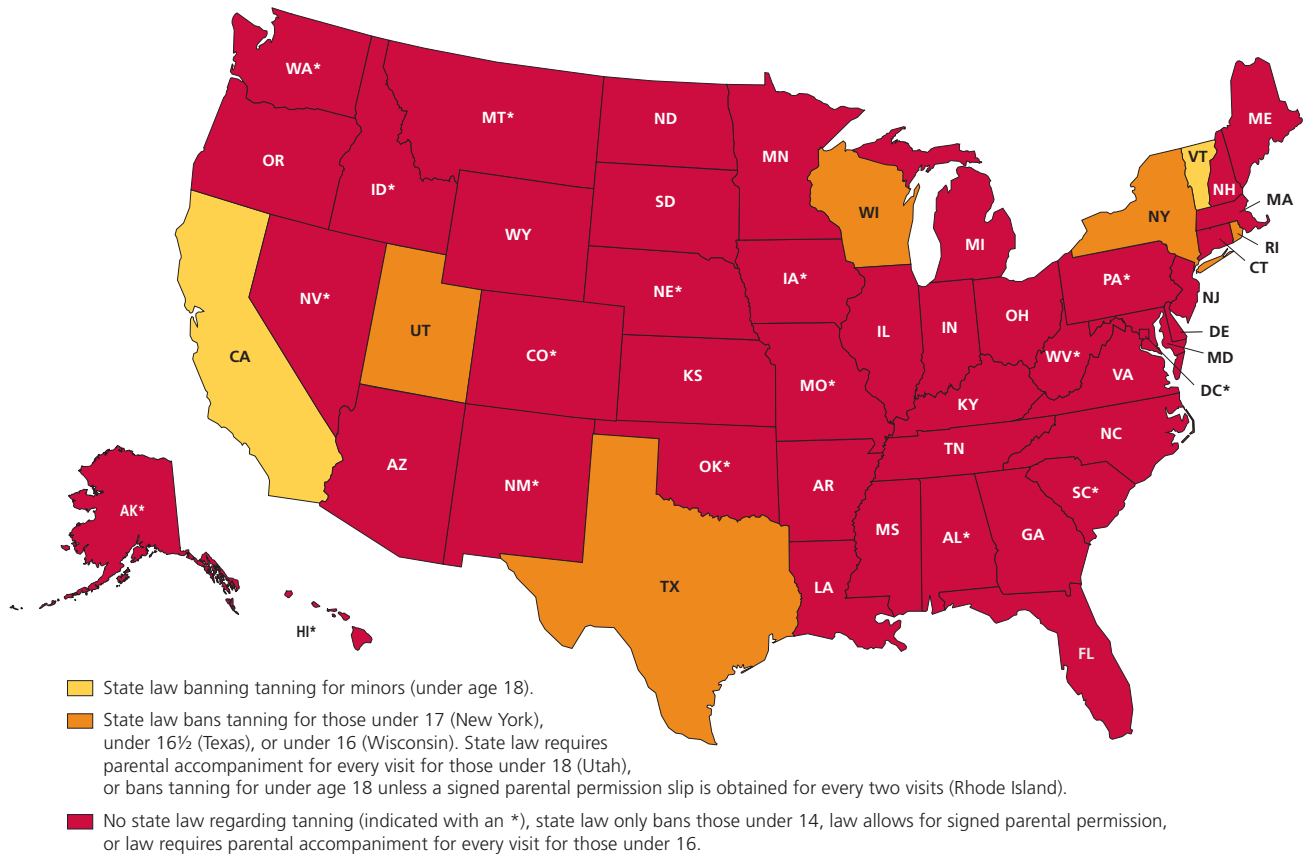 WA*
MT*
ND
MN
ME
VT
NH
OR
ID*
SD
WI
NY
MA
WY
MI
RI
CT
NV*
NE*
IA*
PA*
NJ
UT
OH
IL
IN
DE
CA
CO*
KS
MO*
WV*
MD
VA
DC*
KY
NC
AZ
NM*
OK*
TN
AR
SC*
AK*
MS
AL*
GA
TX
LA
HI*
FL
State law banning tanning for minors (under age 18).
State law bans tanning for those under 17 (New York),
under 16½ (Texas), or under 16 (Wisconsin). State law requires
parental accompaniment for every visit for those under 18 (Utah),
or bans tanning for under age 18 unless a signed parental permission slip is obtained for every two visits (Rhode Island).
No state law regarding tanning (indicated with an *), state law only bans those under 14, law allows for signed parental permission,
or law requires parental accompaniment for every visit for those under 16.